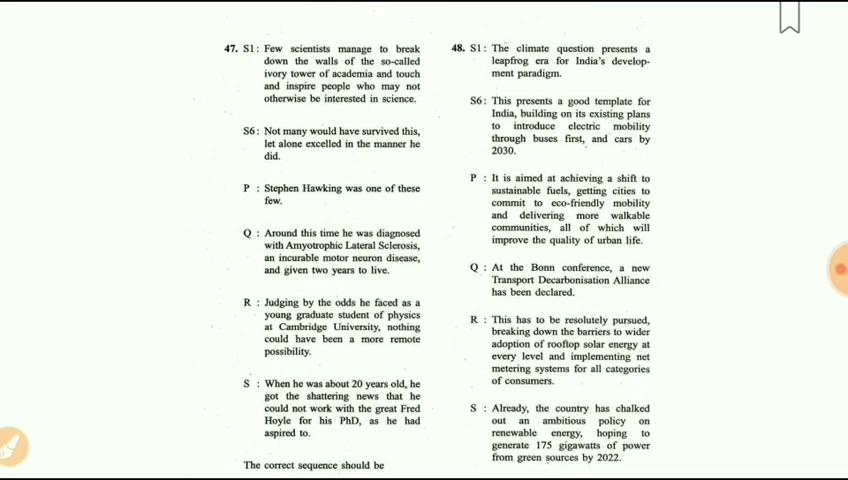 47. S1 : Few scientists manage to break
down the walls of the so-called
ivory tower of academia and touch
and inspire people who may not
otherwise be interested in science.
S6 : Not many would have survived this,
let alone excelled in the manner he
did.
P : Stephen Hawking was one of these
few.
Q : Around this time he was diagnosed
with Amyotrophic Lateral Sclerosis,
an incurable motor neuron disease,
and given two years to live.
R : Judging by the odds he faced as a
young graduate student of physics
at Cambridge University, nothing
could have been a more remote
possibility.
S : When he was about 20 years old, he
got the shattering news that he
could not work with the great Fred
Hoyle for his PhD, as he had
aspired to.
The correct sequence should be
48. S1 : The climate question presents a
leapfrog era for India's develop-
ment paradigm.
S6 : This presents a good template for
India, building on its existing plans
to introduce electric mobility
through buses first, and cars by
2030.
P : It is aimed at achieving a shift to
sustainable fuels, getting cities to
commit to eco-friendly mobility
and delivering more walkable
communities, all of which will
improve the quality of urban life.
Q : At the Bonn conference, a new
Transport Decarbonisation Alliance
has been declared.
R : This has to be resolutely pursued,
breaking down the barriers to wider
adoption of rooftop solar energy at
every level and implementing net
metering systems for all categories
of consumers.
S : Already, the country has chalked
out an ambitious policy on
renewable energy, hoping to
generate 175 gigawatts of power
from green sources by 2022.